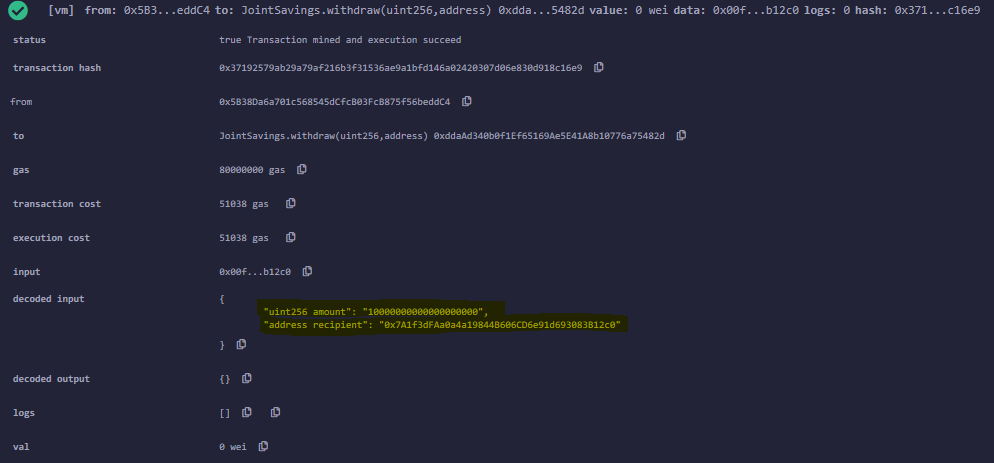 [vm] from: 0x5B3...eddC4 to: JointSavings.withdraw(uint256,address) 0xdda...5482d value: 0 wei data: 0x00f...b12c0 logs: 0 hash: 0x371...c16e9
status true Transaction mined and execution succeed
transaction hash 0x37192579ab29a79af216b3f31536ae9a1bfd146a02420307d06e830d918c16e9
from 0x5B38Da6a701c568545dCfcB03FcB875f56beddC4
to JointSavings.withdraw(uint256,address) 0xddaAd340b0f1Ef65169Ae5E41A8b10776a75482d
gas 80000000 gas
transaction cost 51038 gas
execution cost 51038 gas
input 0x00f...b12c0
decoded input {
"uint256 amount": "10000000000000000000",
"address recipient": "0x7A1f3dFAa0a4a19844B606CD6e91d693083B12c0"
}
decoded output {}
logs []
val 0 wei